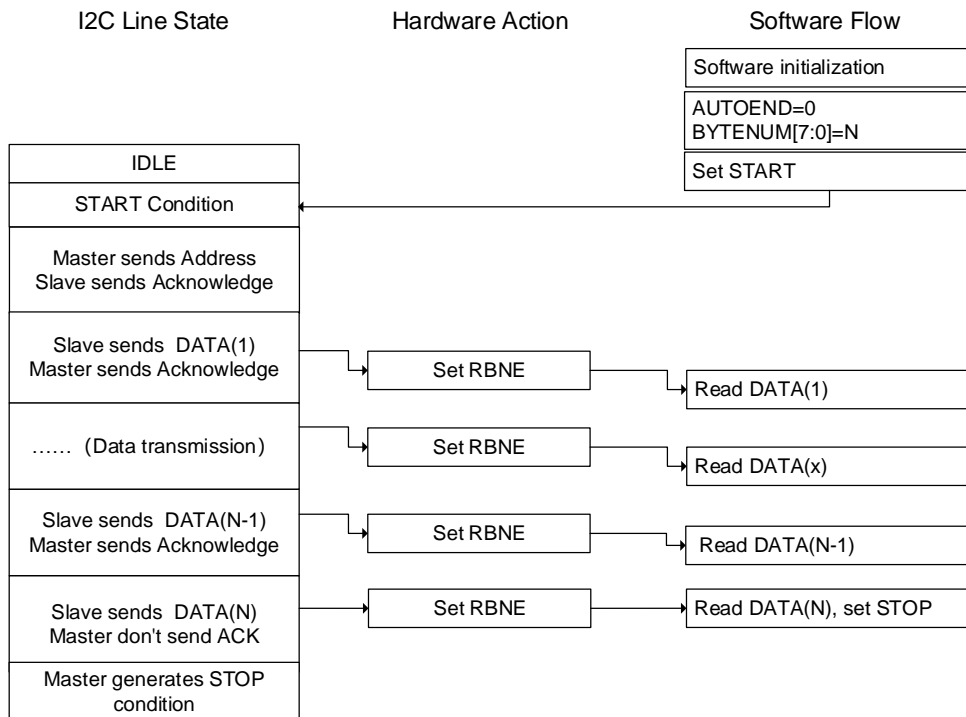 I2C Line State
Hardware Action
Software Flow
Software initialization
AUTOEND=0
BYTENUM[7:0]=N
Set START
IDLE
START Condition
Master sends Address
Slave sends Acknowledge
Slave sends DATA(1)
Master sends Acknowledge
Set RBNE
Read DATA(1)
…… (Data transmission)
Set RBNE
Read DATA(x)
Slave sends DATA(N-1)
Master sends Acknowledge
Set RBNE
Read DATA(N-1)
Slave sends DATA(N)
Master don't send ACK
Set RBNE
Read DATA(N), set STOP
Master generates STOP
condition